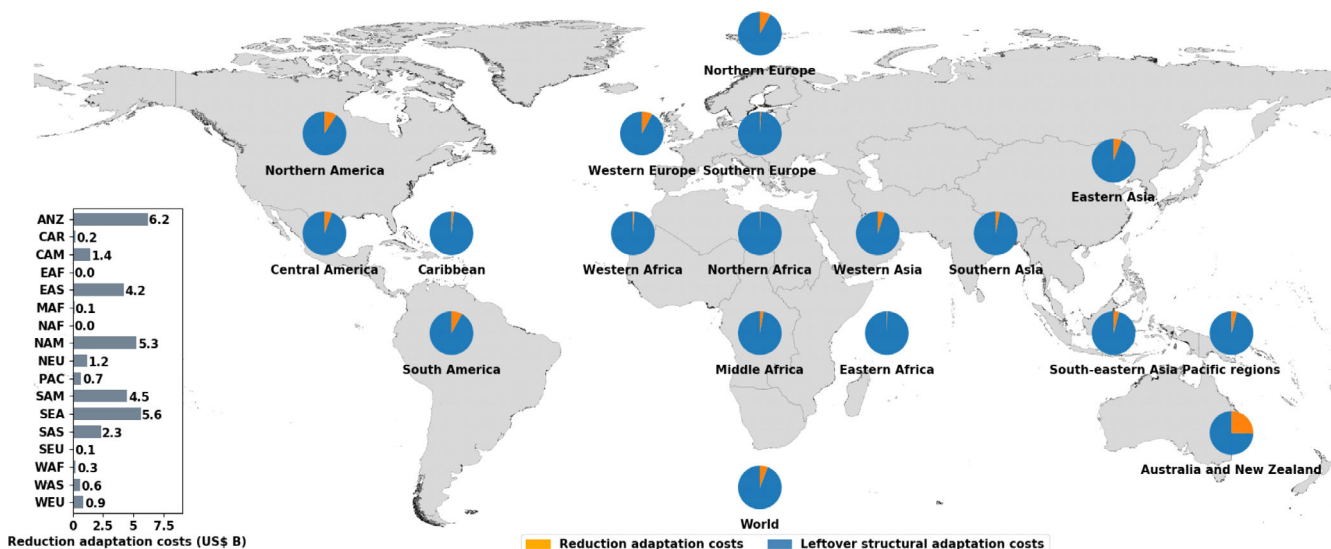 Northern Europe
Northern America
Western Europe
Southern Europe
Eastern Asia
Central America
Caribbean
Western Africa
Northern Africa
Western Asia
Southern Asia
South America
Middle Africa
Eastern Africa
South-eastern Asia
Pacific regions
Australia and New Zealand
World
ANZ 6.2
CAR 0.2
CAM 1.4
EAF 0.0
EAS 4.2
MAF 0.1
NAF 0.0
NAM 5.3
NEU 1.2
PAC 0.7
SAM 4.5
SEA 5.6
SAS 2.3
SEU 0.1
WAF 0.3
WAS 0.6
WEU 0.9
0 2.5 5 7.5
Reduction adaptation costs (US$ B)
Reduction adaptation costs
Leftover structural adaptation costs